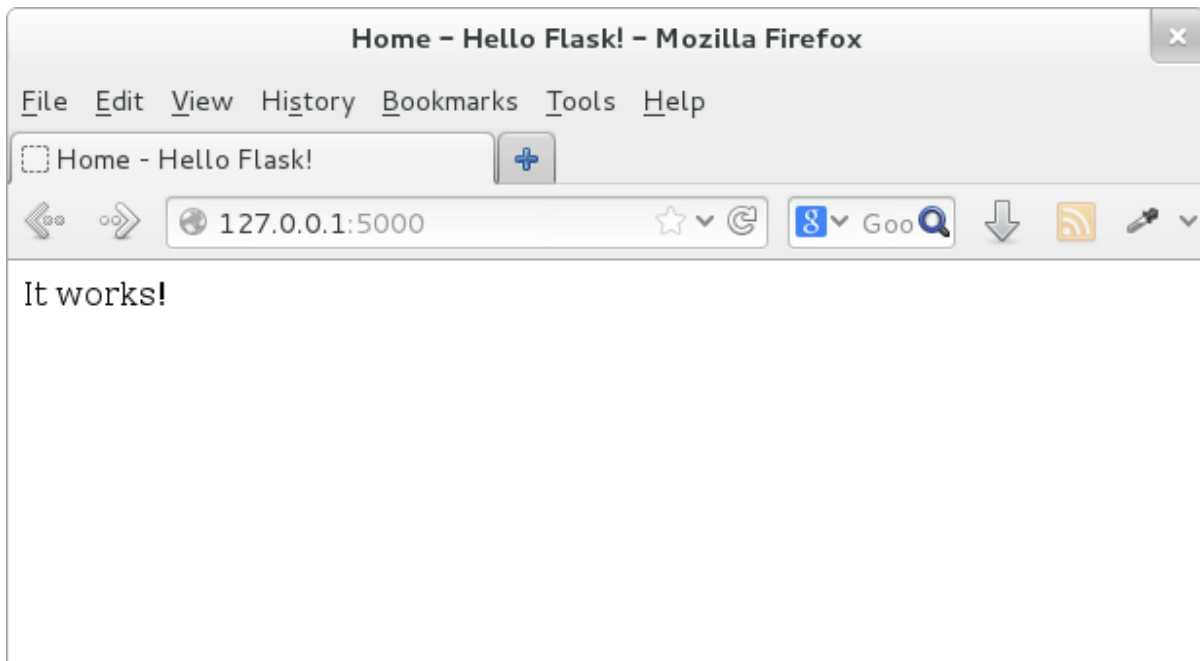 Home – Hello Flask! – Mozilla Firefox
File Edit View History Bookmarks Tools Help
Home - Hello Flask!
127.0.0.1:5000 8 Goo
It works!